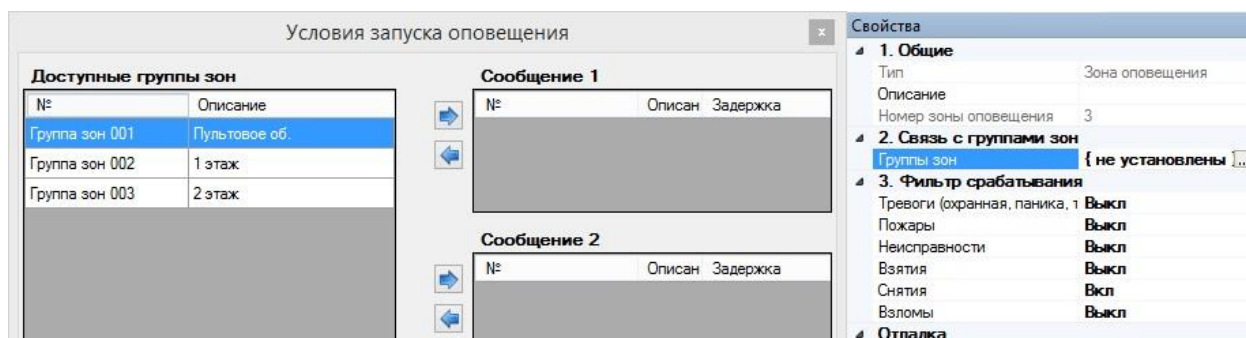 Условия запуска оповещения
x
Доступные группы зон
№ Описание
Группа зон 001 Пультовое об.
Группа зон 002 1 этаж
Группа зон 003 2 этаж
Сообщение 1
№ Описан Задержка
Сообщение 2
№ Описан Задержка
Свойства
1. Общие
Тип Зона оповещения
Описание
Номер зоны оповещения 3
2. Связь с группами зон
Группы зон { не установлены } ...
3. Фильтр срабатывания
Тревоги (охранная, паника, т Выкл
Пожары Выкл
Неисправности Выкл
Взятия Выкл
Снятия Вкл
Взломы Выкл
Отладка